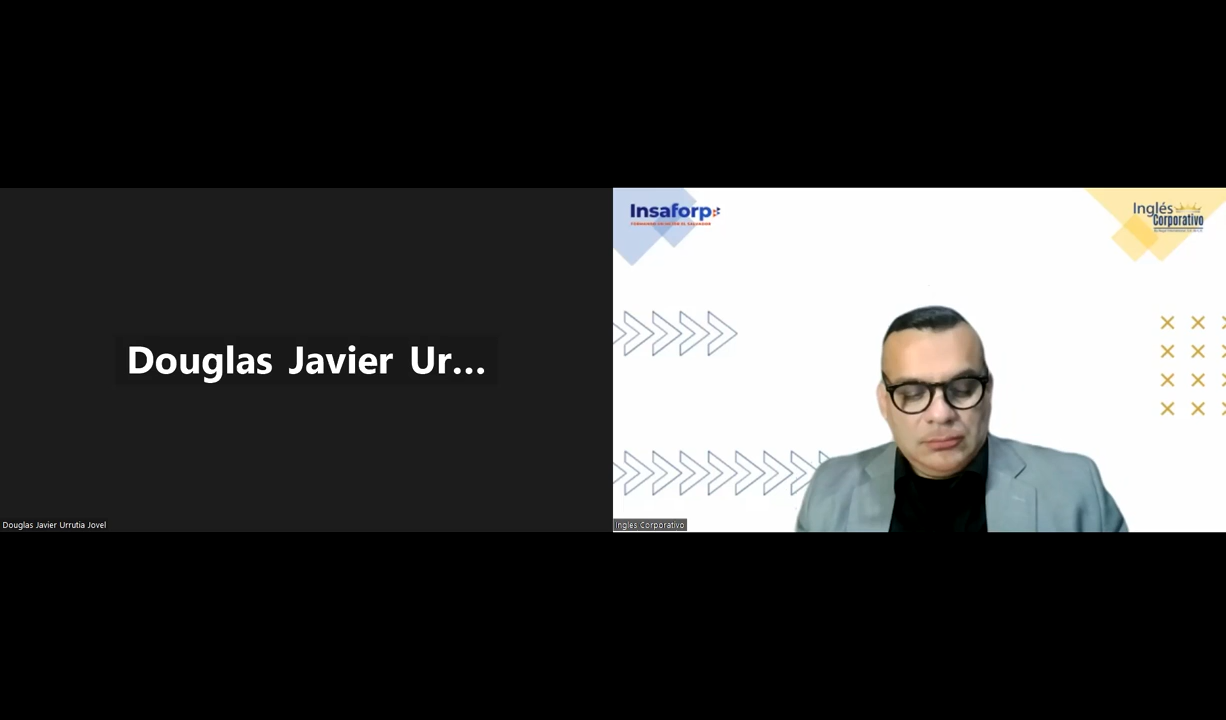 Douglas Javier Ur...
Douglas Javier Urrutia Jovel
Insaforp
Inglés
Corporativo
Ingles Corporativo